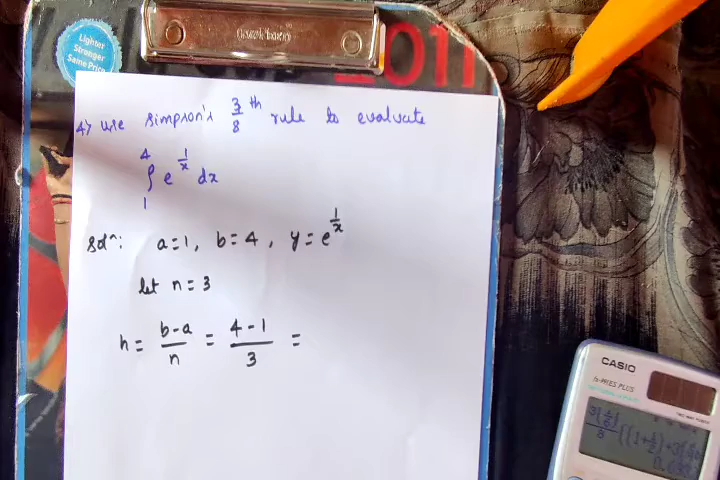 Lighter
Stronger
Same Price
2011
4) use simpson's 3/8 th rule to evaluate
∫₁⁴ e^(1/x) dx
Solⁿ: a=1, b=4, y=e^(1/x)
let n=3
h= (b-a)/n = (4-1)/3 =
CASIO